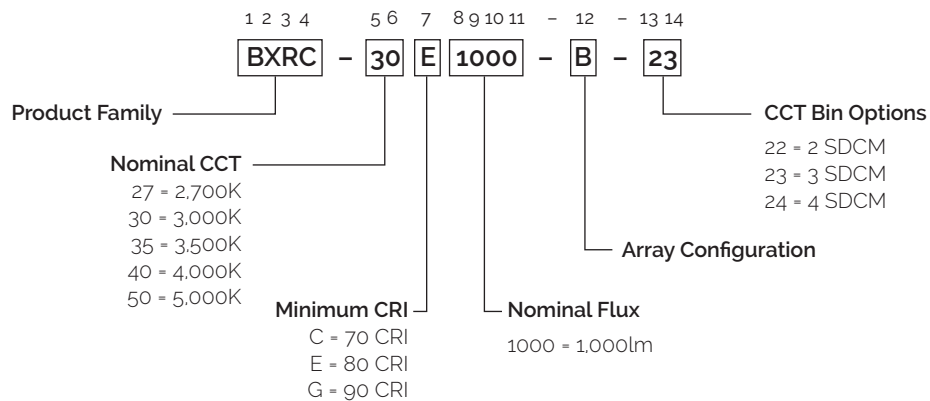 1 2 3 4 5 6 7 8 9 10 11 – 12 – 13 14
BXRC – 30 E 1000 – B – 23
Product Family
CCT Bin Options
22 = 2 SDCM
23 = 3 SDCM
24 = 4 SDCM
Nominal CCT
27 = 2,700K
30 = 3,000K
35 = 3,500K
40 = 4,000K
50 = 5,000K
Array Configuration
Minimum CRI
C = 70 CRI
E = 80 CRI
G = 90 CRI
Nominal Flux
1000 = 1,000lm